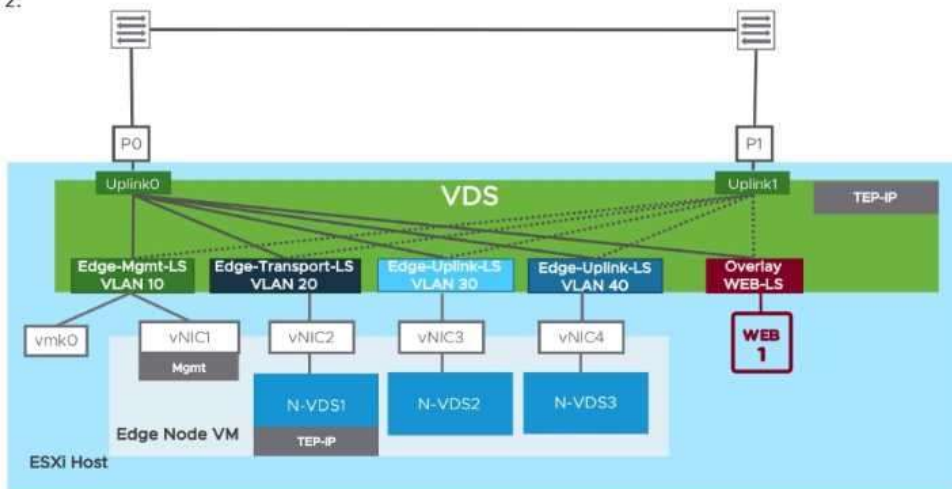 2.
P0
P1
Uplink0
VDS
Uplink1
TEP-IP
Edge-Mgmt-LS
VLAN 10
Edge-Transport-LS
VLAN 20
Edge-Uplink-LS
VLAN 30
Edge-Uplink-LS
VLAN 40
Overlay
WEB-LS
vmk0
vNIC1
Mgmt
vNIC2
vNIC3
vNIC4
WEB
1
N-VDS1
TEP-IP
N-VDS2
N-VDS3
Edge Node VM
ESXi Host